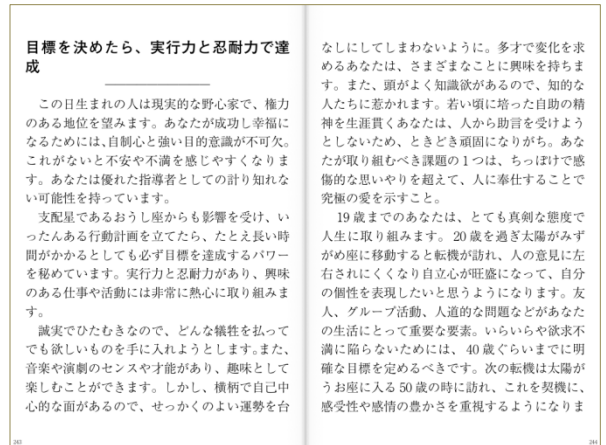 目標を決めたら、実行力と忍耐力で達
成
　この日生まれの人は現実的な野心家で、権力
のある地位を望みます。あなたが成功し幸福に
なるためには、自制心と強い目的意識が不可欠。
これがないと不安や不満を感じやすくなりま
す。あなたは優れた指導者としての計り知れな
い可能性を持っています。
　支配星であるおうし座からも影響を受け、い
ったんある行動計画を立てたら、たとえ長い時
間がかかるとしても必ず目標を達成するパワー
を秘めています。実行力と忍耐力があり、興味
のある仕事や活動には非常に熱心に取り組みま
す。
　誠実でひたむきなので、どんな犠牲を払って
でも欲しいものを手に入れようとします。また、
音楽や演劇のセンスや才能があり、趣味として
楽しむことができます。しかし、横柄で自己中
心的な面があるので、せっかくのよい運勢を台
243
なしにしてしまわないように。多才で変化を求
めるあなたは、さまざまなことに興味を持ちま
す。また、頭がよく知識欲があるので、知的な
人たちに惹かれます。若い頃に培った自助の精
神を生涯貫くあなたは、人から助言を受けよう
としないため、ときどき頑固になりがち。あな
たが取り組むべき課題の1つは、ちっぽけで感
傷的な思いやりを超えて、人に奉仕することで
究極の愛を示すこと。
　19歳までのあなたは、とても真剣な態度で
人生に取り組みます。20歳を過ぎ太陽がみず
がめ座に移動すると転機が訪れ、人の意見に左
右されにくくなり自立心が旺盛になって、自分
の個性を表現したいと思うようになります。友
人、グループ活動、人道的な問題などがあなた
の生活にとって重要な要素。いらいらや欲求不
満に陥らないためには、40歳ぐらいまでに明
確な目標を定めるべきです。次の転機は太陽が
うお座に入る50歳の時に訪れ、これを契機に、
感受性や感情の豊かさを重視するようになりま
244